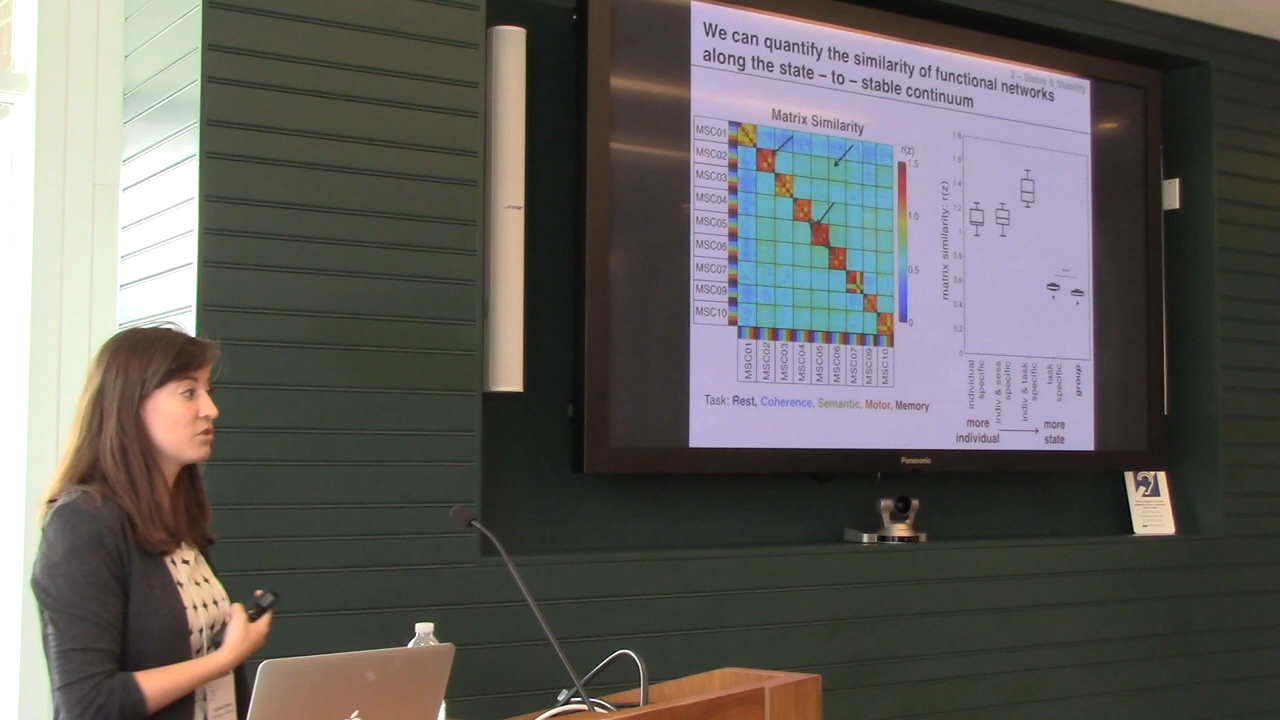 2 – States & Stability
We can quantify the similarity of functional networks
along the state – to – stable continuum
Matrix Similarity
MSC01
MSC02
MSC03
MSC04
MSC05
MSC06
MSC07
MSC09
MSC10
MSC01
MSC02
MSC03
MSC04
MSC05
MSC06
MSC07
MSC09
MSC10
r(z)
1.5
1.0
0.5
0
Task: Rest, Coherence, Semantic, Motor, Memory
matrix similarity: r(z)
1.8
1.6
1.4
1.2
1
0.8
0.6
0.4
0.2
0
***
*
*
individual
specific
indiv & sess
specific
indiv & task
specific
task
specific
group
more
individual
more
state
Panasonic